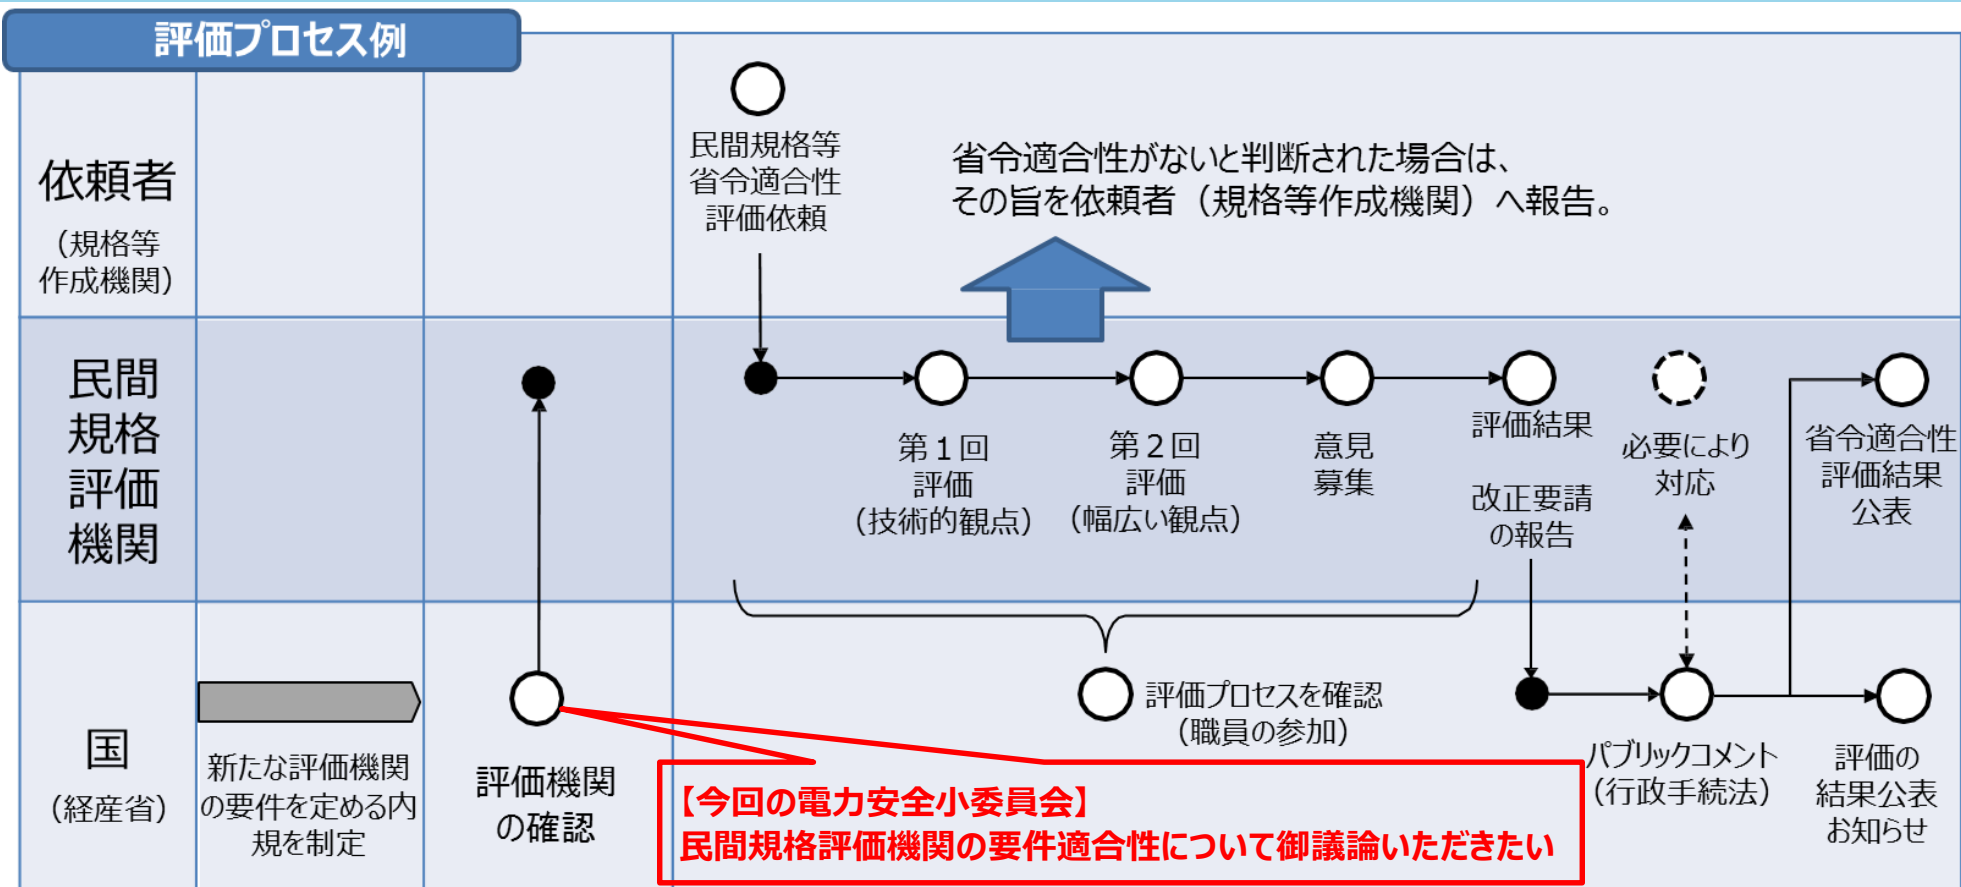 評価プロセス例
依頼者
（規格等
作成機関）
民間規格等
省令適合性
評価依頼
省令適合性がないと判断された場合は、
その旨を依頼者（規格等作成機関）へ報告。
民間
規格
評価
機関
第１回
評価
（技術的観点）
第２回
評価
（幅広い観点）
意見
募集
評価結果
改正要請
の報告
必要により
対応
省令適合性
評価結果
公表
国
（経産省）
新たな評価機関
の要件を定める内
規を制定
評価機関
の確認
評価プロセスを確認
（職員の参加）
パブリックコメント
（行政手続法）
評価の
結果公表
お知らせ
【今回の電力安全小委員会】
民間規格評価機関の要件適合性について御議論いただきたい